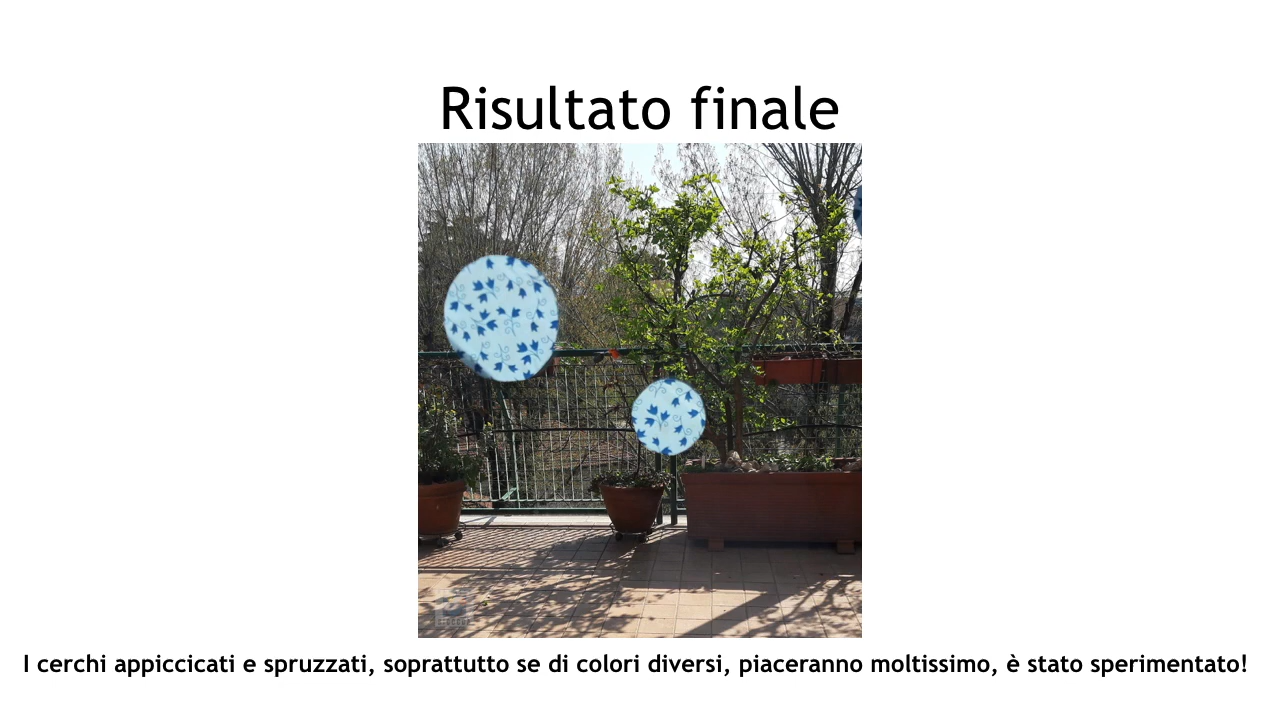 Risultato finale
I cerchi appiccicati e spruzzati, soprattutto se di colori diversi, piaceranno moltissimo, è stato sperimentato!